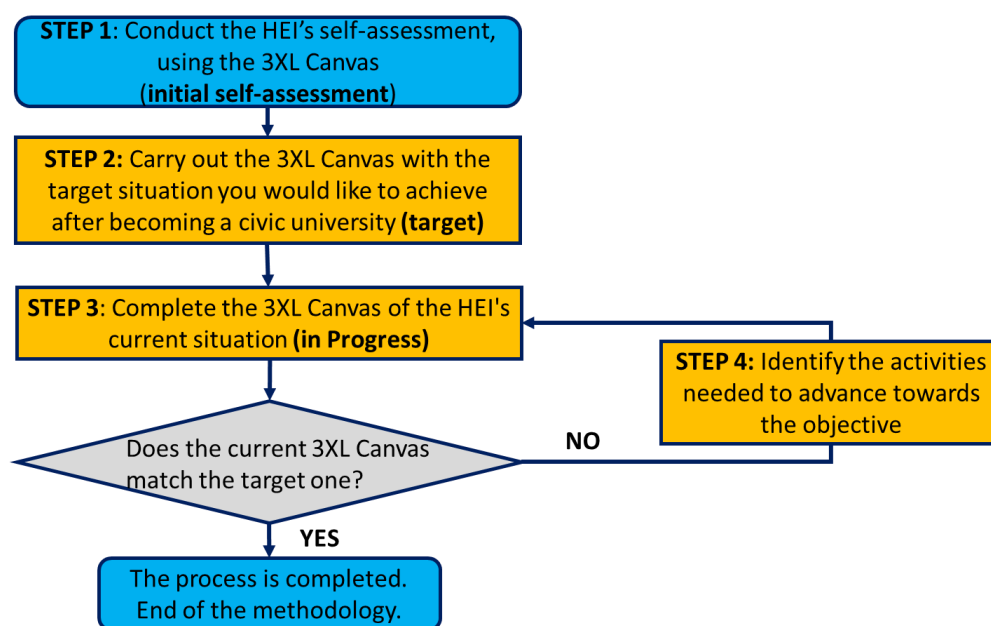 STEP 1: Conduct the HEI's self-assessment,
using the 3XL Canvas
(initial self-assessment)
STEP 2: Carry out the 3XL Canvas with the
target situation you would like to achieve
after becoming a civic university (target)
STEP 3: Complete the 3XL Canvas of the HEI's
current situation (in Progress)
STEP 4: Identify the activities
needed to advance towards
the objective
Does the current 3XL Canvas
match the target one?
NO
YES
The process is completed.
End of the methodology.